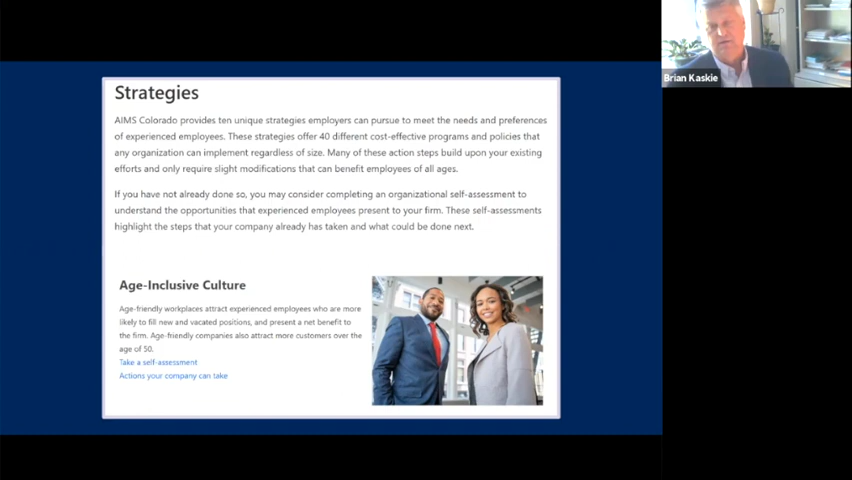 Strategies
AIMS Colorado provides ten unique strategies employers can pursue to meet the needs and preferences
of experienced employees. These strategies offer 40 different cost-effective programs and policies that
any organization can implement regardless of size. Many of these action steps build upon your existing
efforts and only require slight modifications that can benefit employees of all ages.
If you have not already done so, you may consider completing an organizational self-assessment to
understand the opportunities that experienced employees present to your firm. These self-assessments
highlight the steps that your company already has taken and what could be done next.
Age-Inclusive Culture
Age-friendly workplaces attract experienced employees who are more
likely to fill new and vacated positions, and present a net benefit to
the firm. Age-friendly companies also attract more customers over the
age of 50.
Take a self-assessment
Actions your company can take
Brian Kaskie